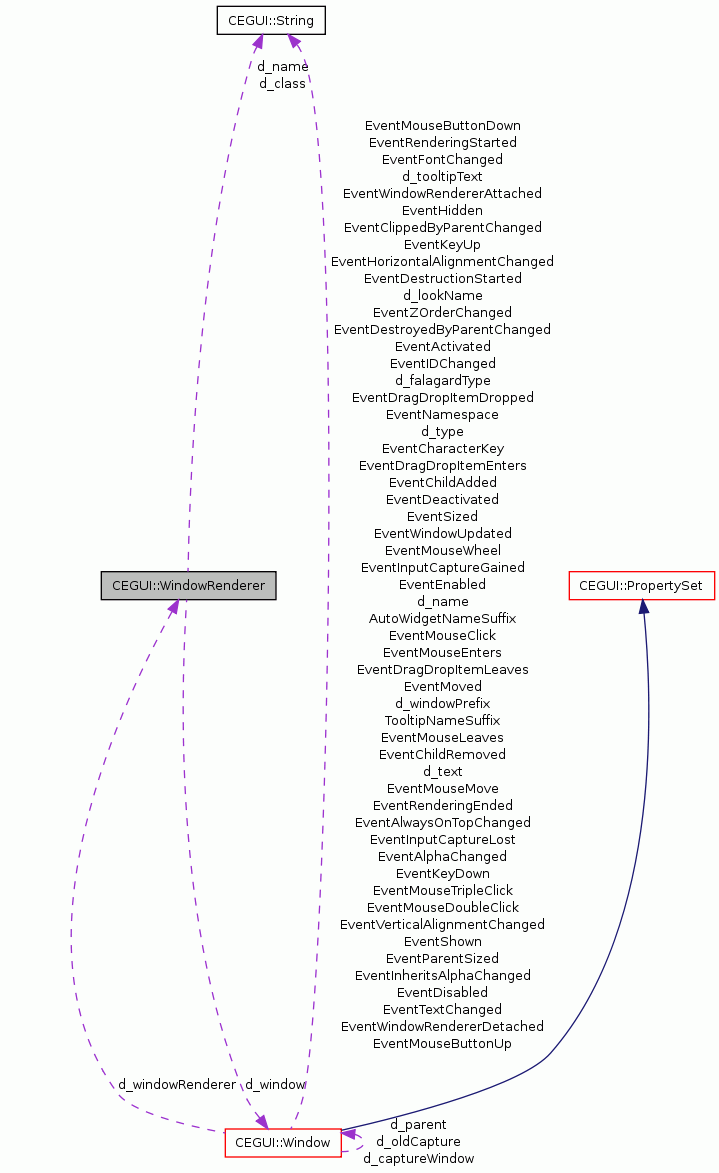 CEGUI::String
d_name
d_class
EventMouseButtonDown
EventRenderingStarted
EventFontChanged
d_tooltipText
EventWindowRendererAttached
EventHidden
EventClippedByParentChanged
EventKeyUp
EventHorizontalAlignmentChanged
EventDestructionStarted
d_lookName
EventZOrderChanged
EventDestroyedByParentChanged
EventActivated
EventIDChanged
d_falagardType
EventDragDropItemDropped
EventNamespace
d_type
EventCharacterKey
EventDragDropItemEnters
EventChildAdded
EventDeactivated
EventSized
EventWindowUpdated
EventMouseWheel
EventInputCaptureGained
EventEnabled
d_name
AutoWidgetNameSuffix
EventMouseClick
EventMouseEnters
EventDragDropItemLeaves
EventMoved
d_windowPrefix
TooltipNameSuffix
EventMouseLeaves
EventChildRemoved
d_text
EventMouseMove
EventRenderingEnded
EventAlwaysOnTopChanged
EventInputCaptureLost
EventAlphaChanged
EventKeyDown
EventMouseTripleClick
EventMouseDoubleClick
EventVerticalAlignmentChanged
EventShown
EventParentSized
EventInheritsAlphaChanged
EventDisabled
EventTextChanged
EventWindowRendererDetached
EventMouseButtonUp
CEGUI::WindowRenderer
CEGUI::PropertySet
d_windowRenderer
d_window
CEGUI::Window
d_parent
d_oldCapture
d_captureWindow